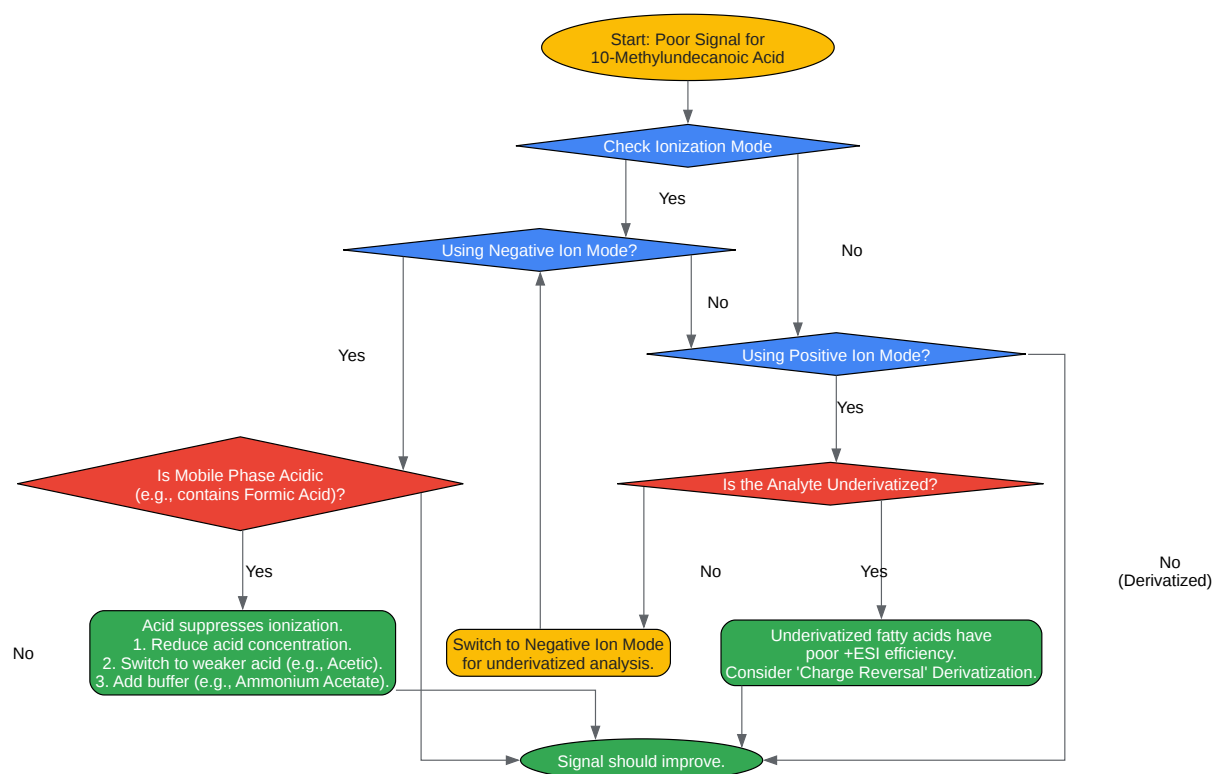 Start: Poor Signal for
10-Methylundecanoic Acid
Check Ionization Mode
Yes
Using Negative Ion Mode?
No
No
Yes
Using Positive Ion Mode?
Yes
Is Mobile Phase Acidic
(e.g., contains Formic Acid)?
Is the Analyte Underivatized?
Yes
No
Yes
No
(Derivatized)
No
Acid suppresses ionization.
1. Reduce acid concentration.
2. Switch to weaker acid (e.g., Acetic).
3. Add buffer (e.g., Ammonium Acetate).
Switch to Negative Ion Mode
for underivatized analysis.
Underivatized fatty acids have
poor +ESI efficiency.
Consider 'Charge Reversal' Derivatization.
Signal should improve.